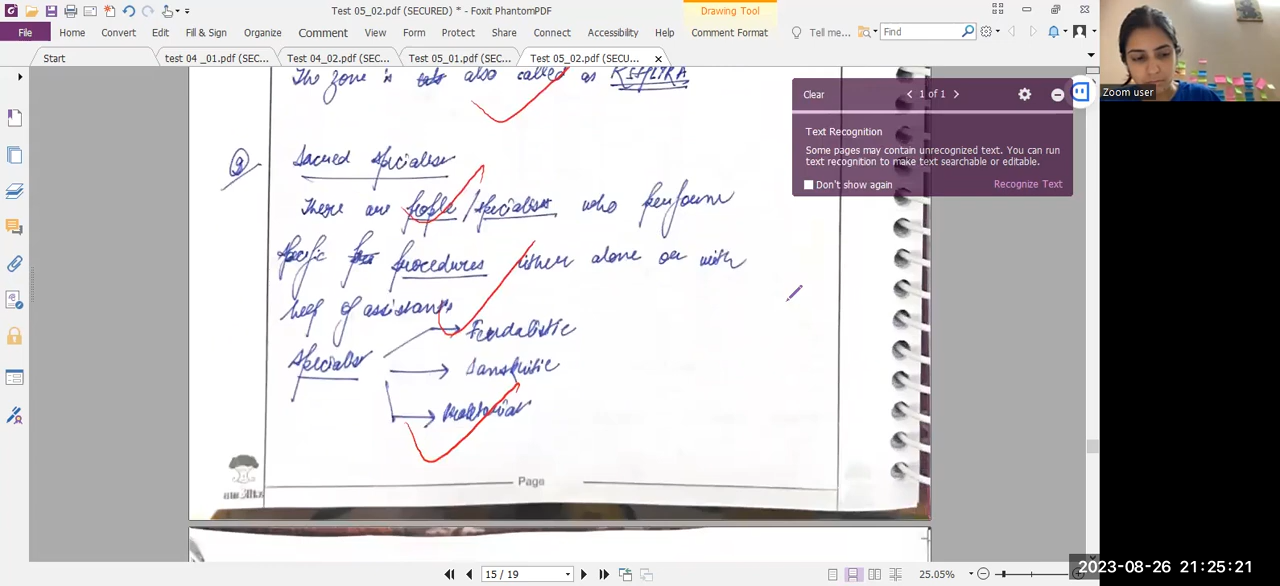 Test 05_02.pdf (SECURED) * - Foxit PhantomPDF
Drawing Tool
File Home Convert Edit Fill & Sign Organize Comment View Form Protect Share Connect Accessibility Help Comment Format Tell me... Find
Start test 04 _01.pdf (SEC... Test 04_02.pdf (SEC... Test 05_01.pdf (SEC... Test 05_02.pdf (SECU...
The zone is also called as KSHETRA
Clear 1 of 1
Zoom user
Text Recognition
Some pages may contain unrecognized text. You can run
text recognition to make text searchable or editable.
Don't show again Recognize Text
Sacred Specialist
There are people/specialists who perform
specific procedures either alone or with
help of assistants
Feudalistic
Specialist
Sanskritic
Page
15 / 19
25.05%
2023-08-26 21:25:21